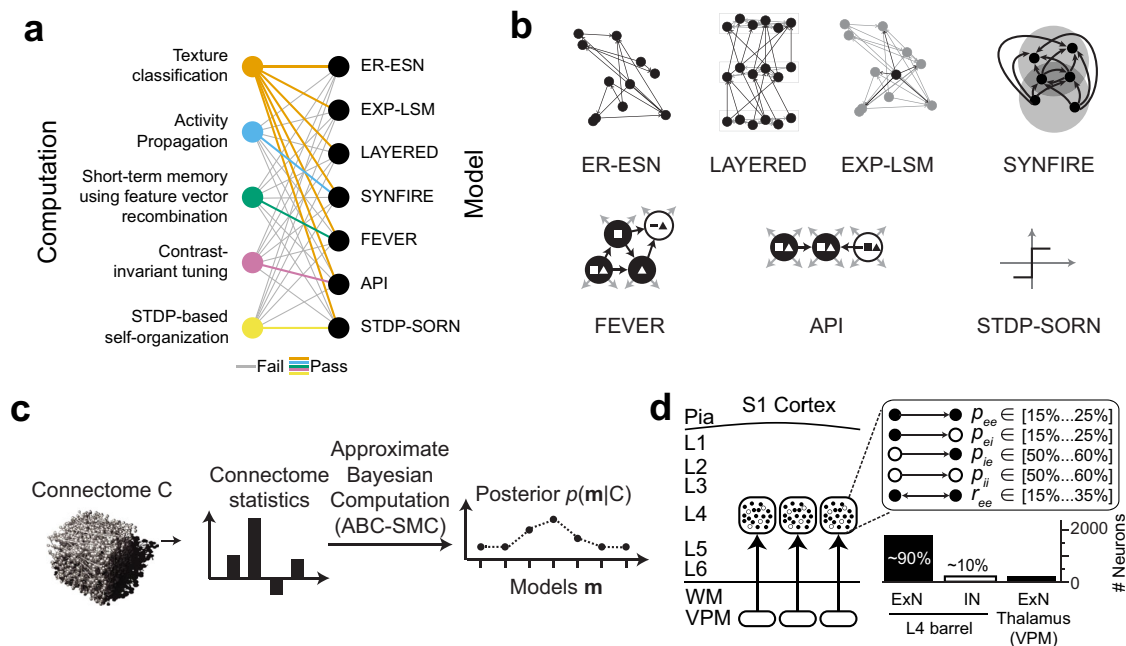 a
Computation
Texture
classification
Activity
Propagation
Short-term memory
using feature vector
recombination
Contrast-
invariant tuning
STDP-based
self-organization
ER-ESN
EXP-LSM
LAYERED
SYNFIRE
FEVER
API
STDP-SORN
Model
Fail Pass
b
ER-ESN LAYERED EXP-LSM SYNFIRE
FEVER API STDP-SORN
c
Connectome C
Connectome
statistics
Approximate
Bayesian
Computation
(ABC-SMC)
Posterior p(m|C)
Models m
d
S1 Cortex
Pia
L1
L2
L3
L4
L5
L6
WM
VPM
pee ∈ [15%...25%]
pei ∈ [15%...25%]
pie ∈ [50%...60%]
pii ∈ [50%...60%]
ree ∈ [15%...35%]
~90%
~10%
2000
0
# Neurons
ExN IN ExN
L4 barrel
Thalamus
(VPM)